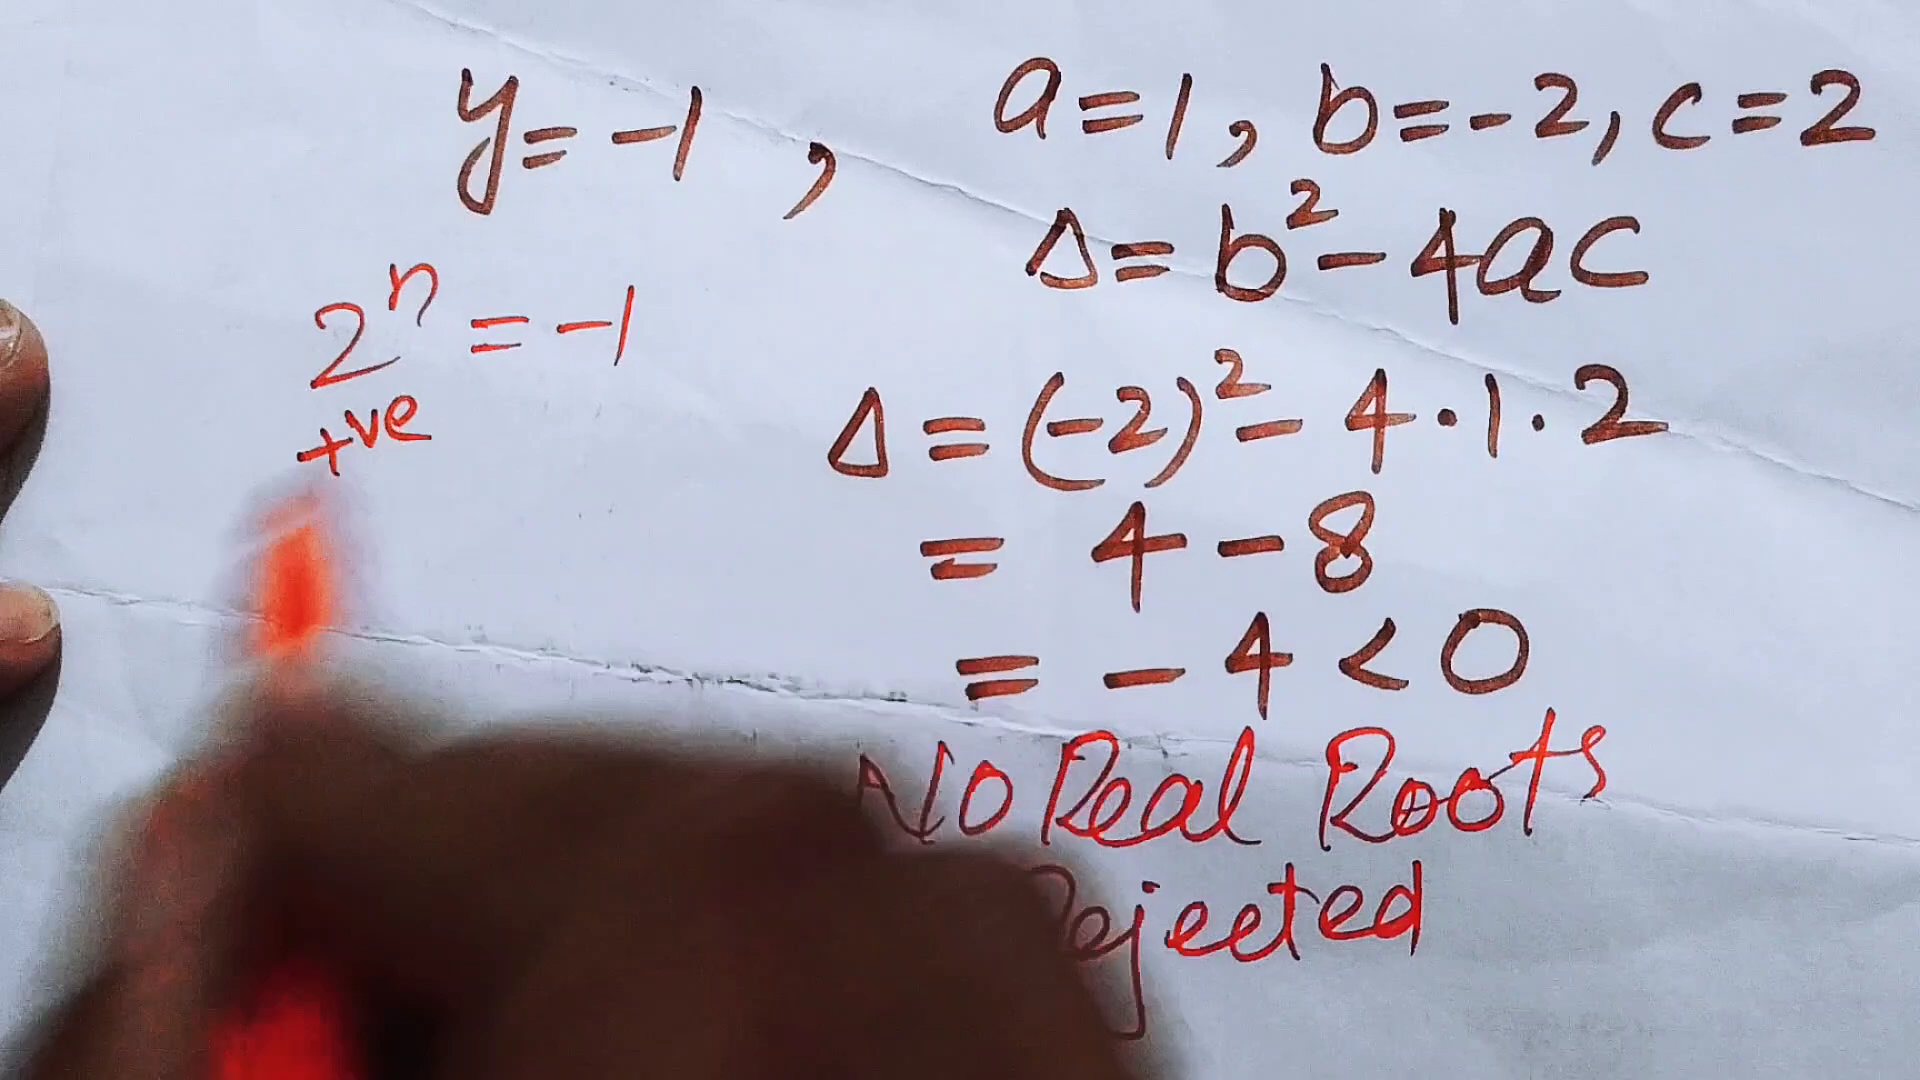 y = -1 ,
a = 1 , b = -2 , c = 2
Δ = b² - 4ac
2ⁿ = -1
+ve
Δ = (-2)² - 4 · 1 · 2
= 4 - 8
= - 4 < 0
No Real Roots
Rejected